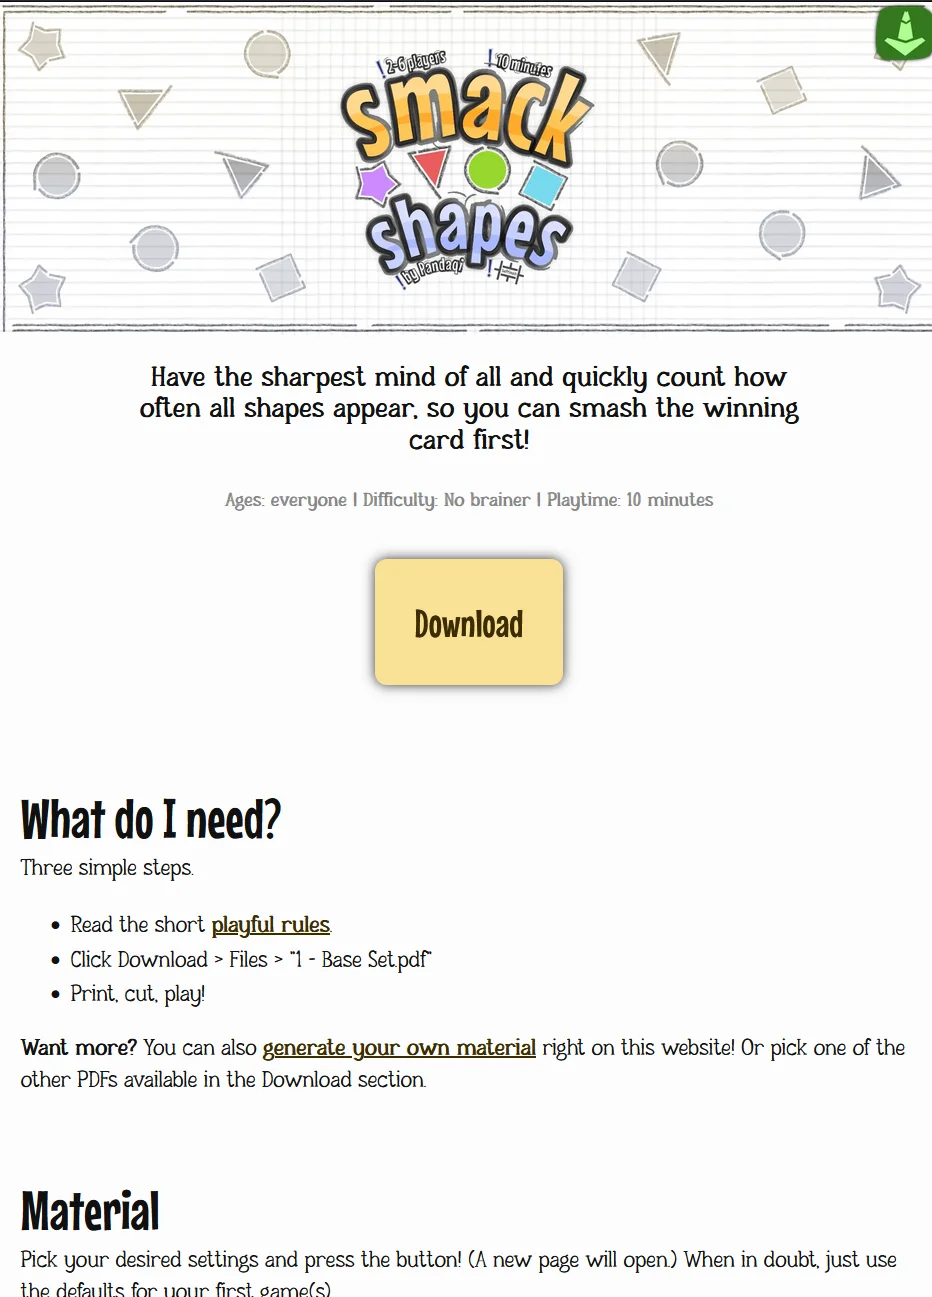 2-6 players
10 minutes
smack
shapes
by Pandaqi
Have the sharpest mind of all and quickly count how
often all shapes appear, so you can smash the winning
card first!
Ages: everyone | Difficulty: No brainer | Playtime: 10 minutes
Download
What do I need?
Three simple steps.
• Read the short playful rules.
• Click Download > Files > "1 - Base Set.pdf"
• Print, cut, play!
Want more? You can also generate your own material right on this website! Or pick one of the
other PDFs available in the Download section.
Material
Pick your desired settings and press the button! (A new page will open.) When in doubt, just use
the defaults for your first game(s)